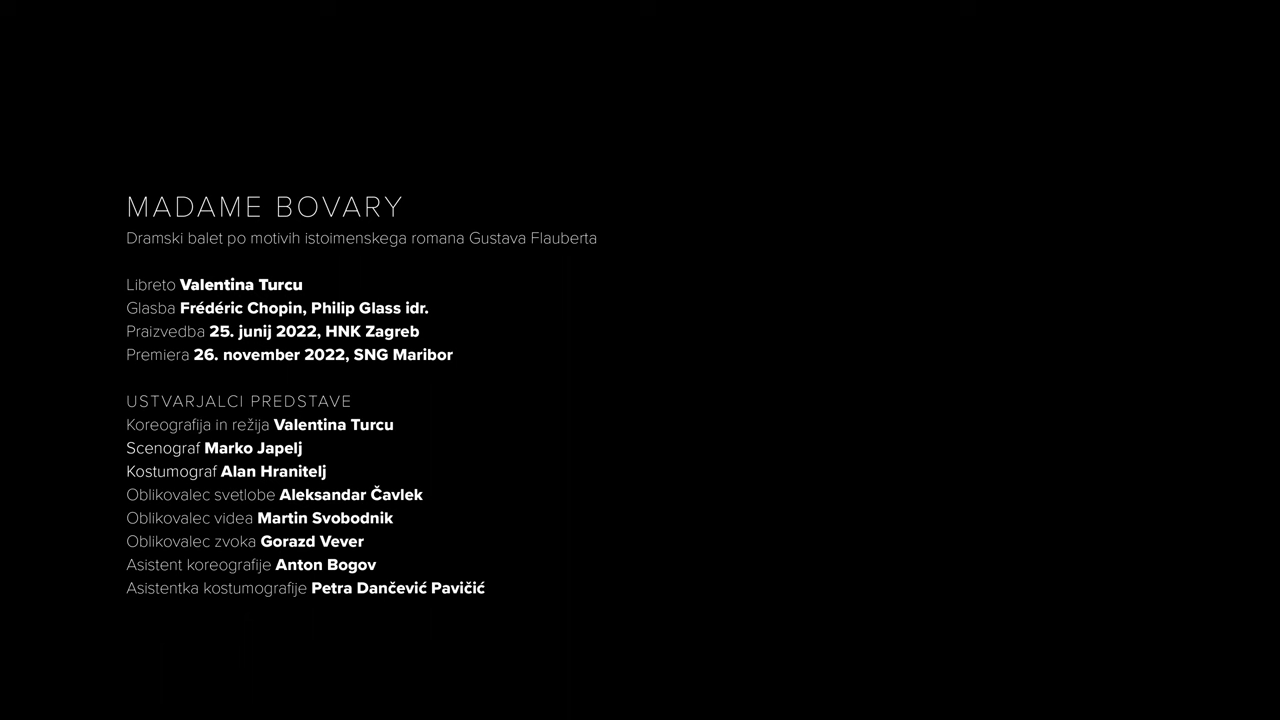 MADAME BOVARY
Dramski balet po motivih istoimenskega romana Gustava Flauberta
Libreto Valentina Turcu
Glasba Frédéric Chopin, Philip Glass idr.
Praizvedba 25. junij 2022, HNK Zagreb
Premiera 26. november 2022, SNG Maribor
USTVARJALCI PREDSTAVE
Koreografija in režija Valentina Turcu
Scenograf Marko Japelj
Kostumograf Alan Hranitelj
Oblikovalec svetlobe Aleksandar Čavlek
Oblikovalec videa Martin Svobodnik
Oblikovalec zvoka Gorazd Vever
Asistent koreografije Anton Bogov
Asistentka kostumografije Petra Dančević Pavičić